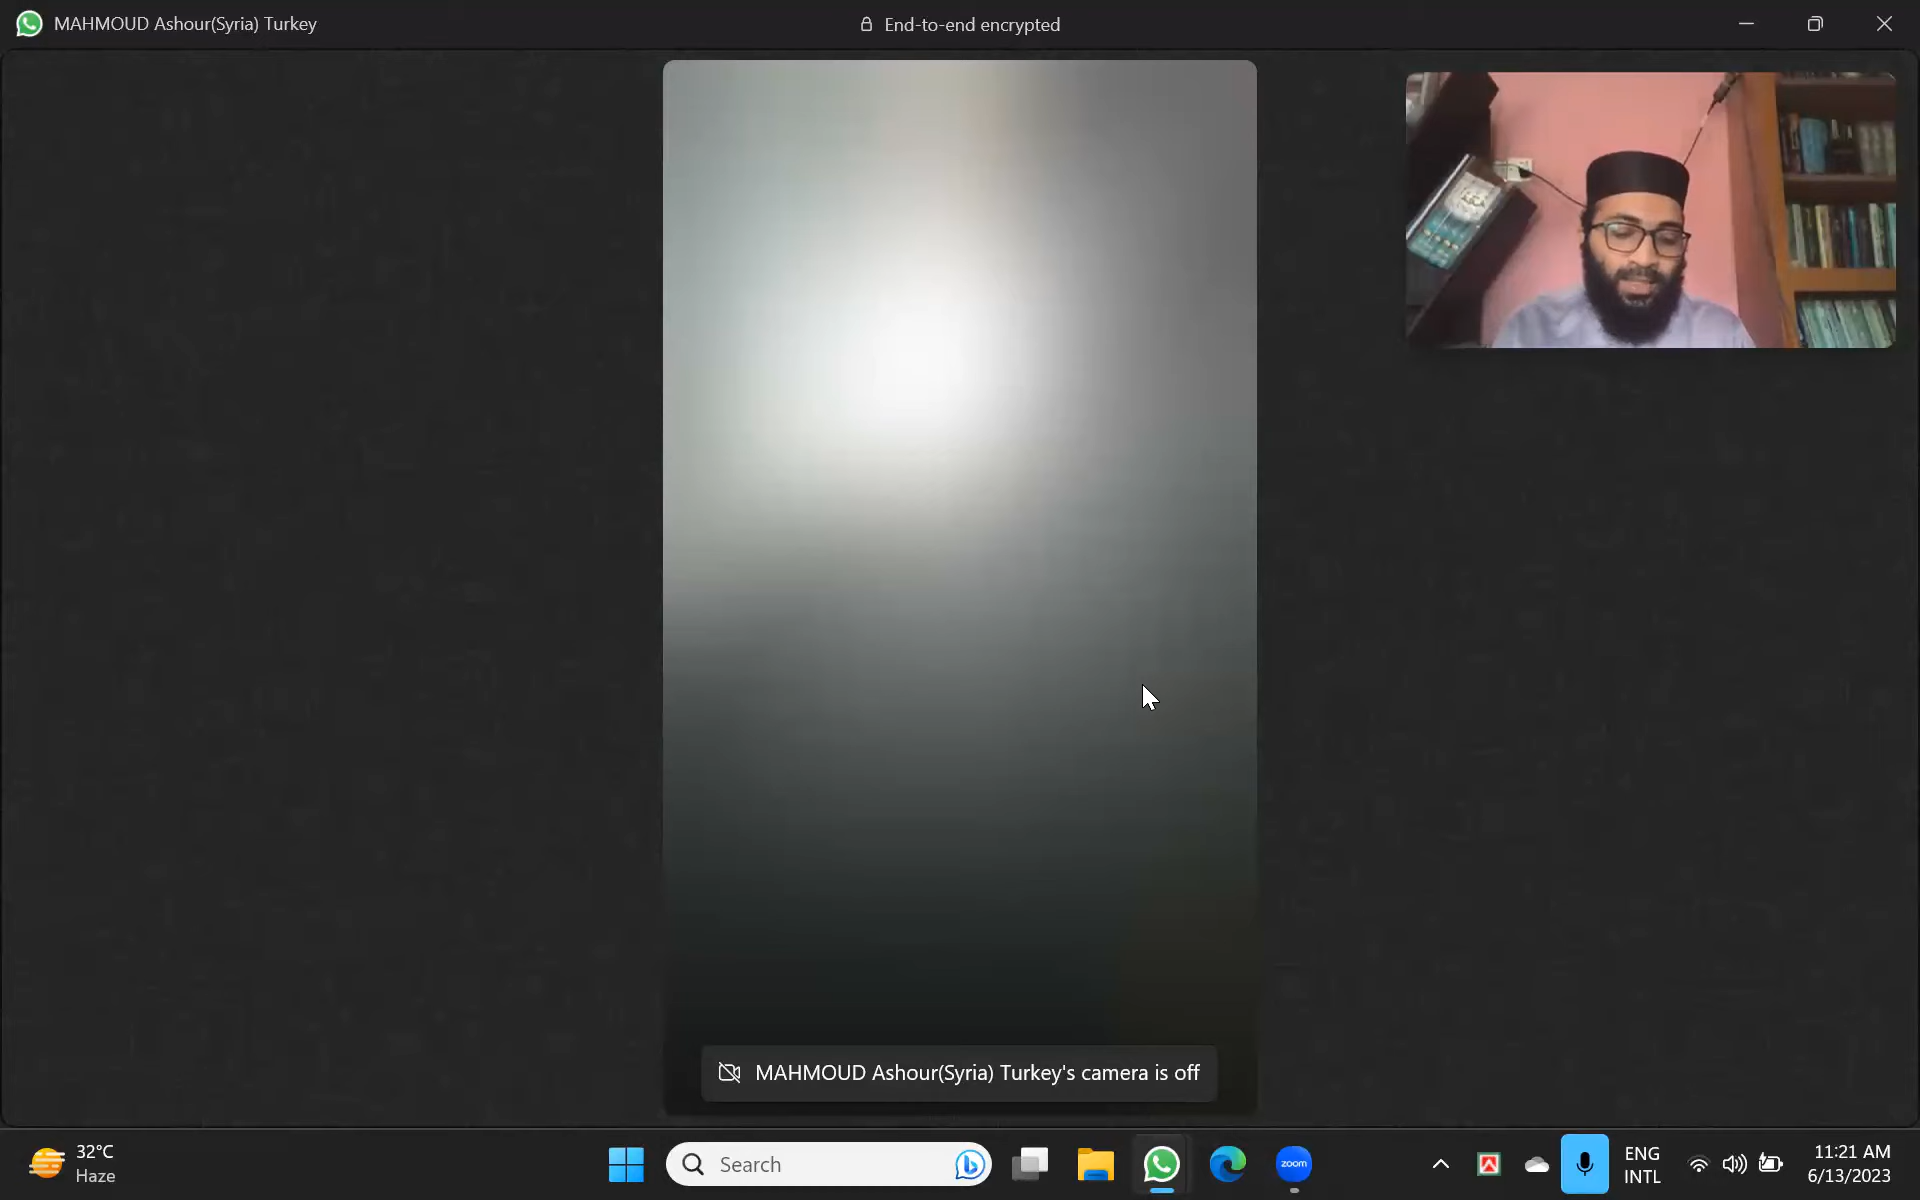 MAHMOUD Ashour(Syria) Turkey
End-to-end encrypted
MAHMOUD Ashour(Syria) Turkey's camera is off
32°C
Haze
Search
zoom
ENG
INTL
11:21 AM
6/13/2023